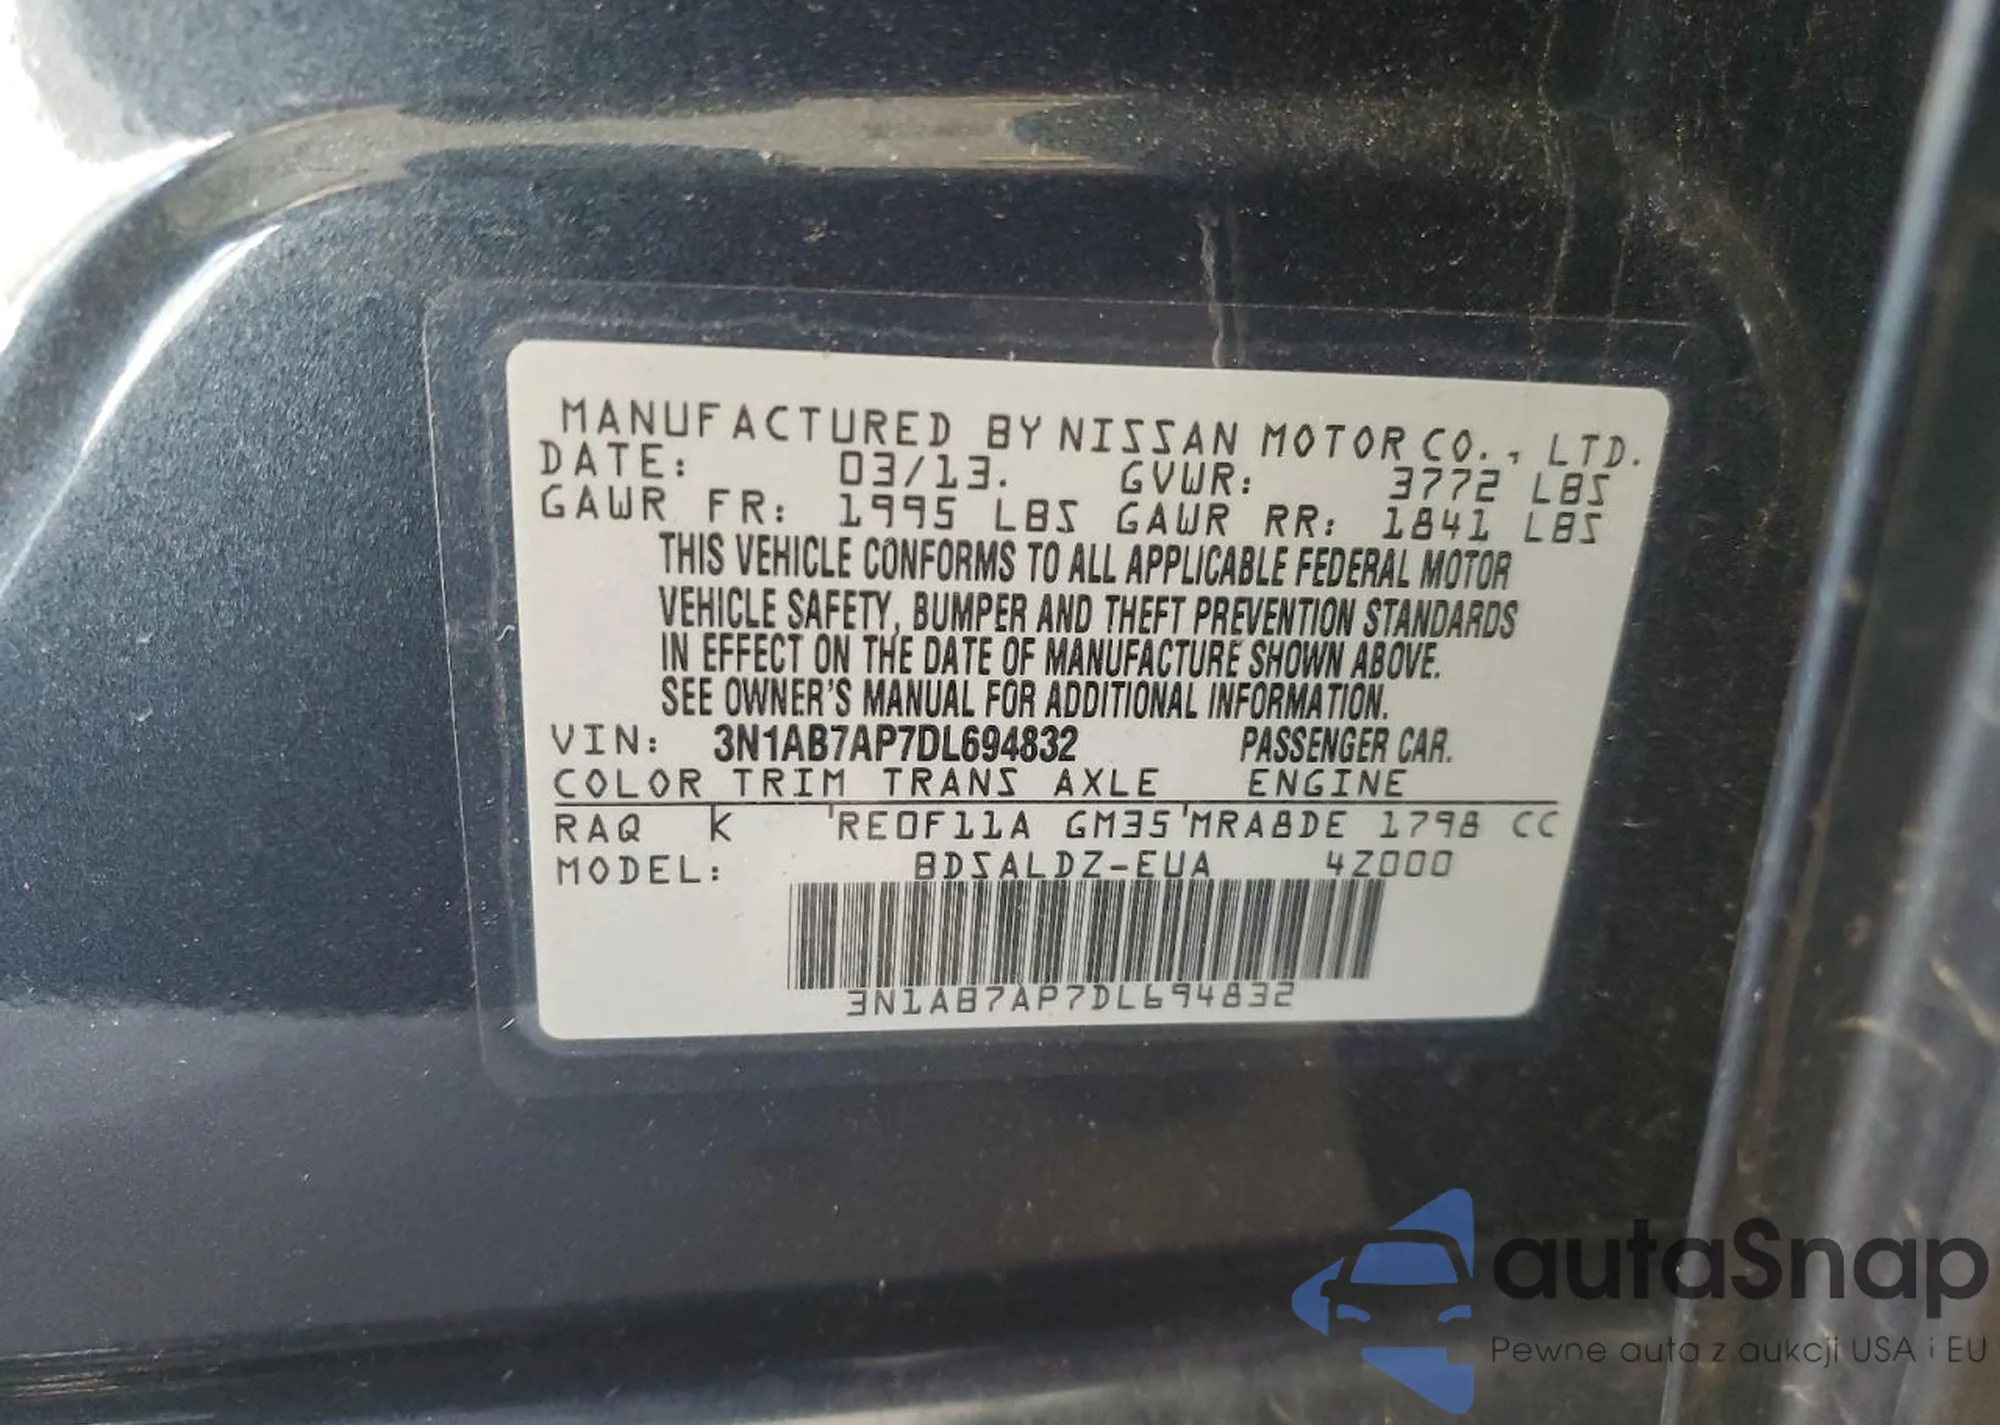 MANUFACTURED BY NISSAN MOTOR CO., LTD.
DATE: 03/13. GVWR: 3772 LBS
GAWR FR: 1995 LBS GAWR RR: 1841 LBS
THIS VEHICLE CONFORMS TO ALL APPLICABLE FEDERAL MOTOR
VEHICLE SAFETY, BUMPER AND THEFT PREVENTION STANDARDS
IN EFFECT ON THE DATE OF MANUFACTURE SHOWN ABOVE.
SEE OWNER'S MANUAL FOR ADDITIONAL INFORMATION.
VIN: 3N1AB7AP7DL694832 PASSENGER CAR.
COLOR TRIM TRANS AXLE ENGINE
RAQ K 'RE0F11A GM35'MRA8DE 1798 CC
MODEL: BDSALDZ-EUA 4Z000
3N1AB7AP7DL694832
autaSnap
Pewne auta z aukcji USA i EU